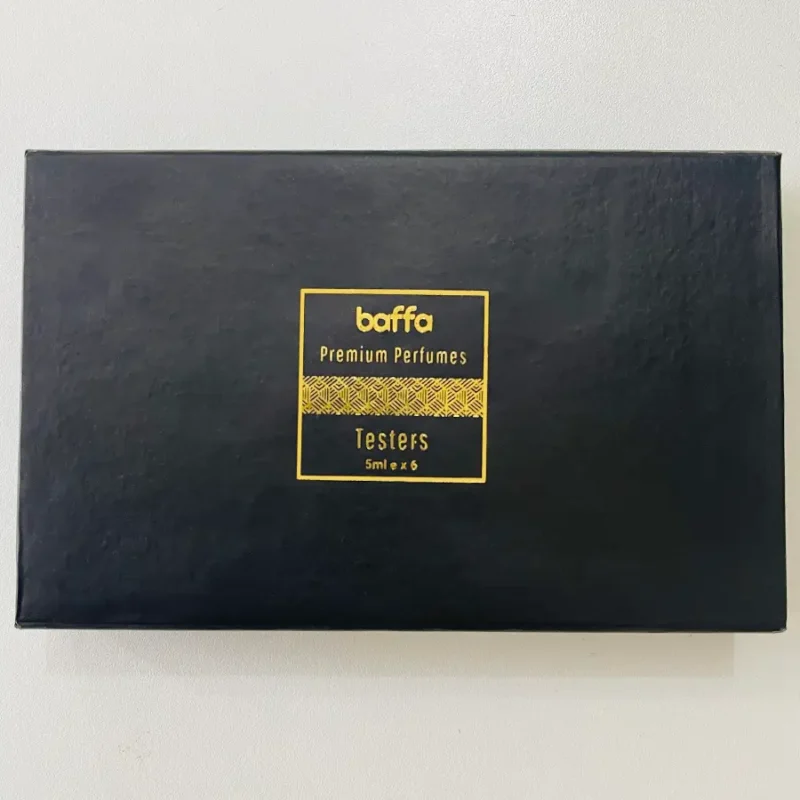 baffa
Premium Perfumes
Testers
5ml e x 6